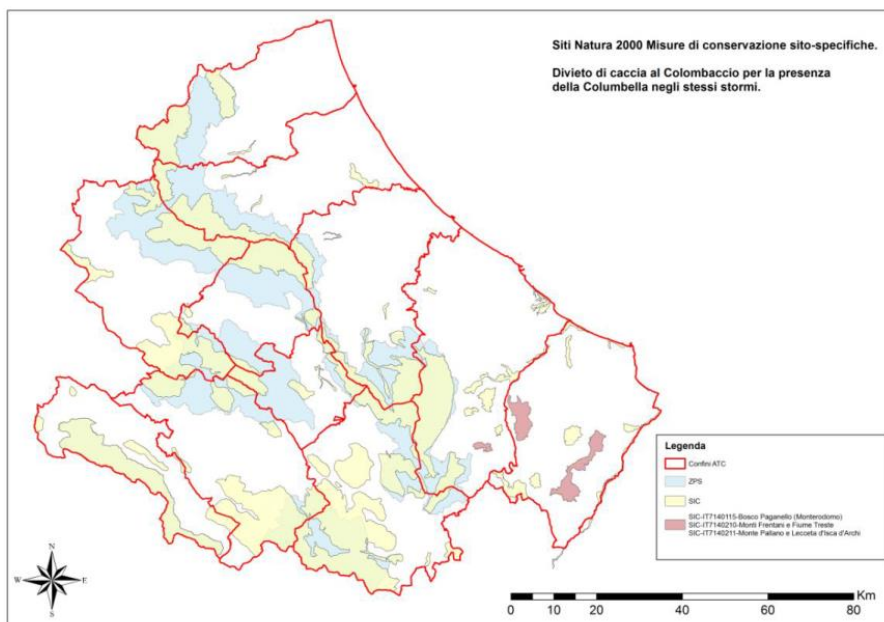 Siti Natura 2000 Misure di conservazione sito-specifiche.
Divieto di caccia al Colombaccio per la presenza
della Columbella negli stessi stormi.
Legenda
Confini ATC
ZPS
SIC
SIC-IT7140115-Bosco Paganello (Monterodomo)
SIC-IT7140210-Monti Frentani e Fiume Treste
SIC-IT7140211-Monte Pallano e Lecceta d'Isca d'Archi
N
W
E
S
Km
0 5 10 20 40 60 80